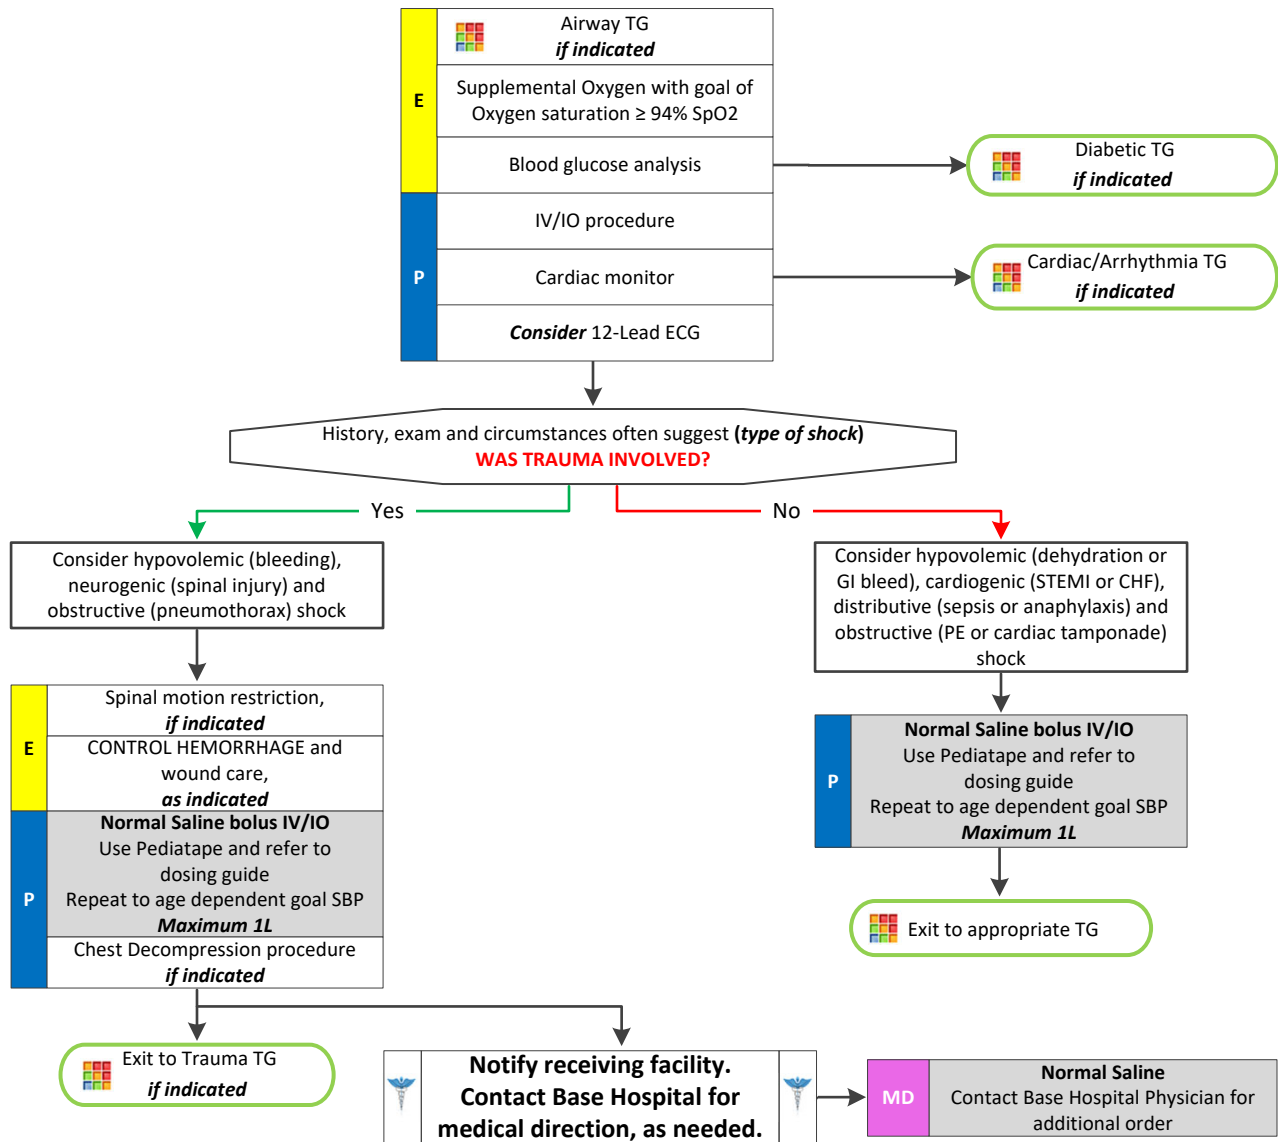 Airway TG
if indicated
E
Supplemental Oxygen with goal of
Oxygen saturation ≥ 94% SpO2
Blood glucose analysis
Diabetic TG
if indicated
P
IV/IO procedure
Cardiac monitor
Cardiac/Arrhythmia TG
if indicated
Consider 12-Lead ECG
History, exam and circumstances often suggest (type of shock)
WAS TRAUMA INVOLVED?
Yes
No
Consider hypovolemic (bleeding),
neurogenic (spinal injury) and
obstructive (pneumothorax) shock
Consider hypovolemic (dehydration or
GI bleed), cardiogenic (STEMI or CHF),
distributive (sepsis or anaphylaxis) and
obstructive (PE or cardiac tamponade)
shock
E
Spinal motion restriction,
if indicated
CONTROL HEMORRHAGE and
wound care,
as indicated
P
Normal Saline bolus IV/IO
Use Pediatape and refer to
dosing guide
Repeat to age dependent goal SBP
Maximum 1L
Chest Decompression procedure
if indicated
P
Normal Saline bolus IV/IO
Use Pediatape and refer to
dosing guide
Repeat to age dependent goal SBP
Maximum 1L
Exit to appropriate TG
Exit to Trauma TG
if indicated
Notify receiving facility.
Contact Base Hospital for
medical direction, as needed.
MD
Normal Saline
Contact Base Hospital Physician for
additional order